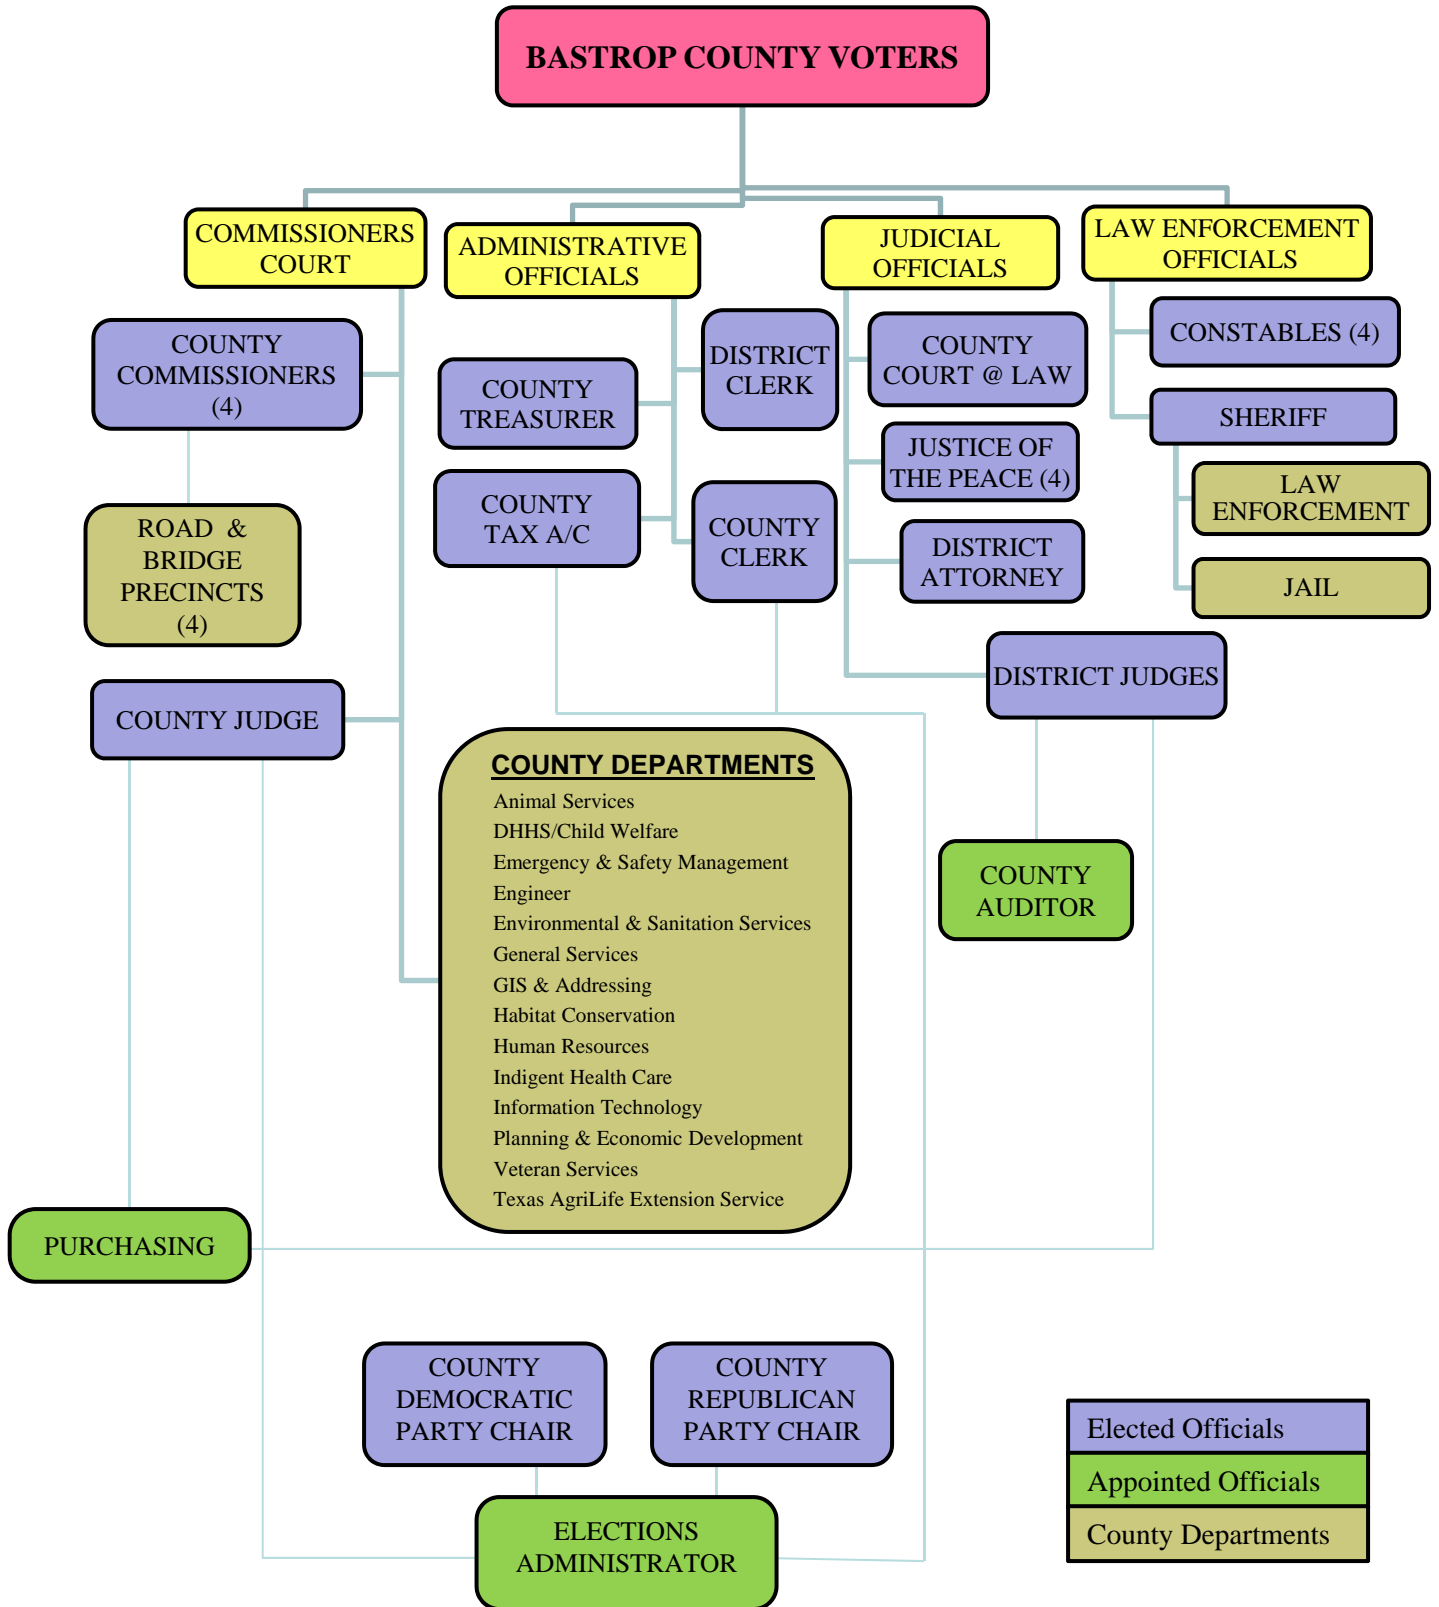 BASTROP COUNTY VOTERS
COMMISSIONERS
COURT
ADMINISTRATIVE
OFFICIALS
JUDICIAL
OFFICIALS
LAW ENFORCEMENT
OFFICIALS
COUNTY
COMMISSIONERS
(4)
ROAD & 
BRIDGE
PRECINCTS
(4)
COUNTY JUDGE
COUNTY
TREASURER
DISTRICT
CLERK
COUNTY
TAX A/C
COUNTY
CLERK
COUNTY
COURT @ LAW
JUSTICE OF
THE PEACE (4)
DISTRICT
ATTORNEY
DISTRICT JUDGES
CONSTABLES (4)
SHERIFF
LAW
ENFORCEMENT
JAIL
COUNTY DEPARTMENTS
Animal Services
DHHS/Child Welfare
Emergency & Safety Management
Engineer
Environmental & Sanitation Services
General Services
GIS & Addressing
Habitat Conservation
Human Resources
Indigent Health Care
Information Technology
Planning & Economic Development
Veteran Services
Texas AgriLife Extension Service
COUNTY
AUDITOR
PURCHASING
COUNTY
DEMOCRATIC
PARTY CHAIR
COUNTY
REPUBLICAN
PARTY CHAIR
ELECTIONS
ADMINISTRATOR
Elected Officials
Appointed Officials
County Departments